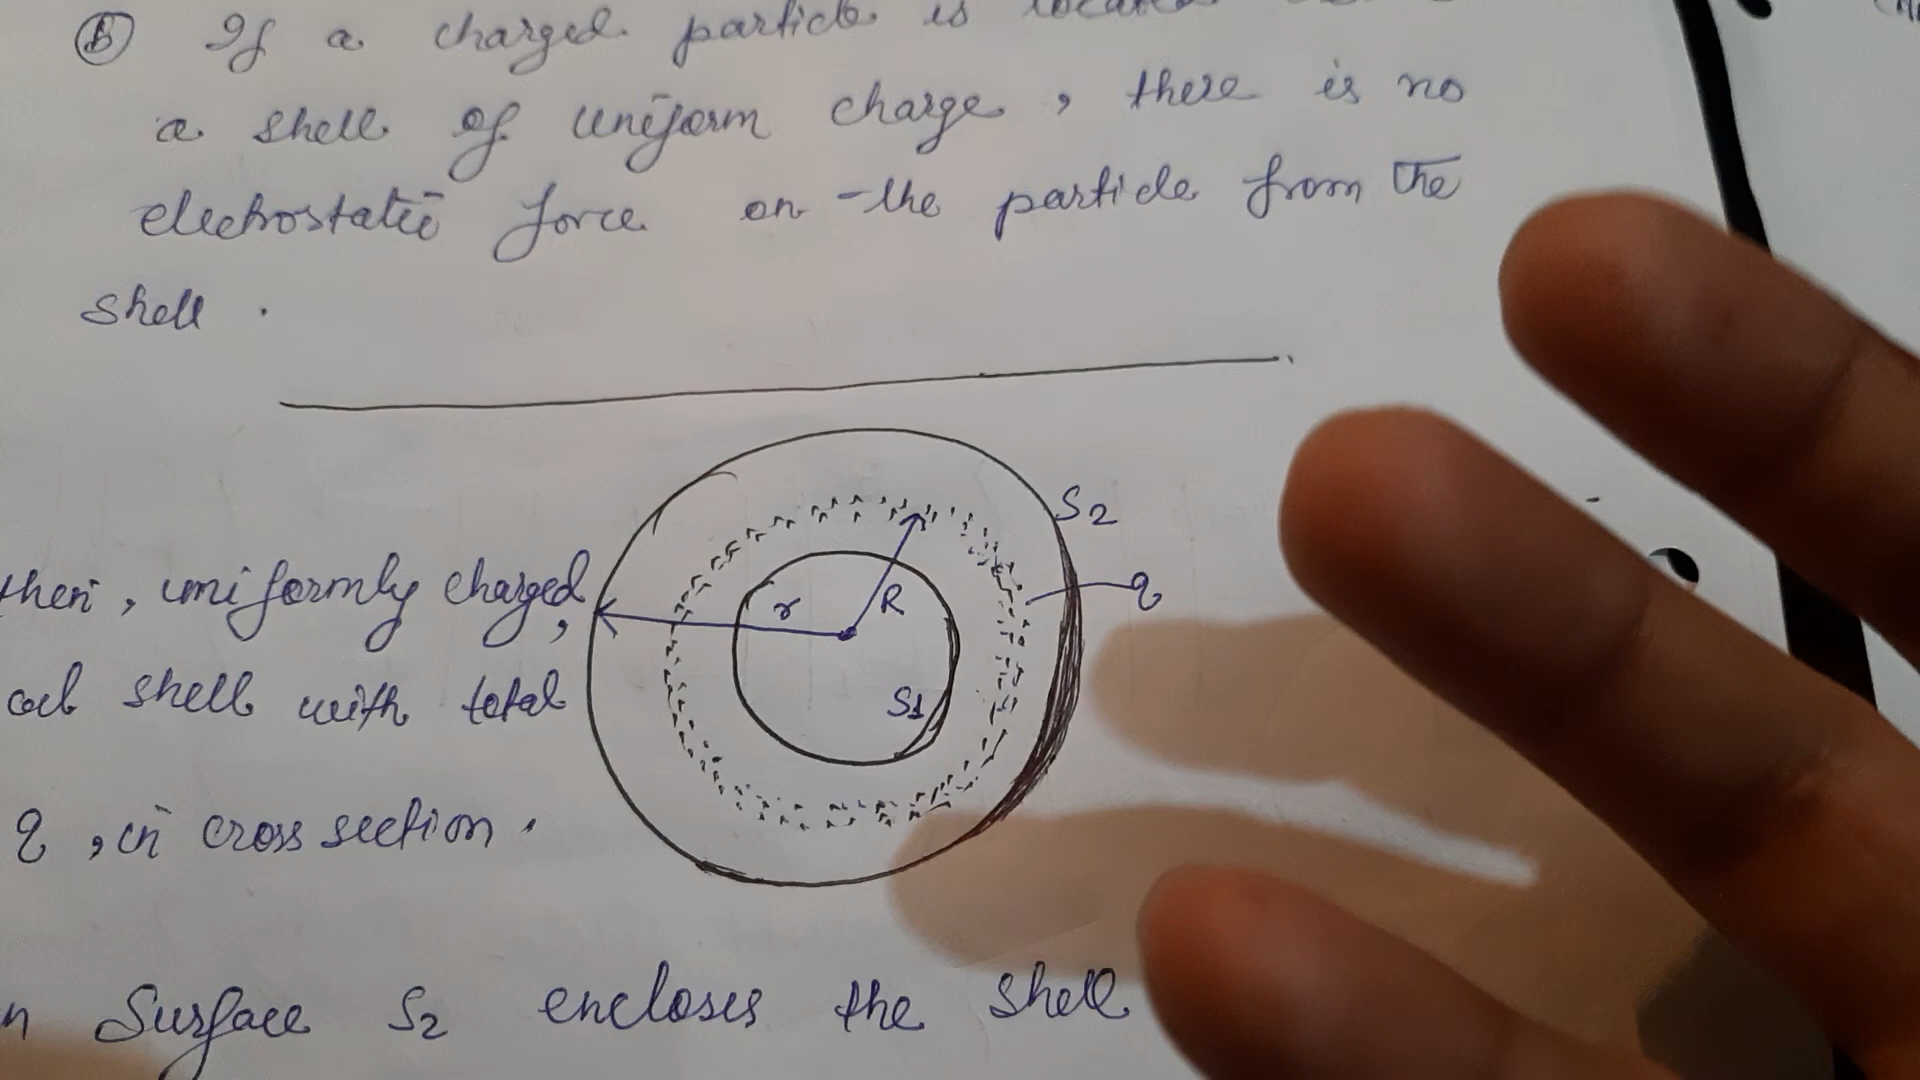 (b) If a charged particle is located
a shell of uniform charge, there is no
electrostatic force on the particle from the
shell.
S2
then, uniformly charged,
q
r
R
S1
shell with total
q, in cross section.
Surface S2 encloses the shell